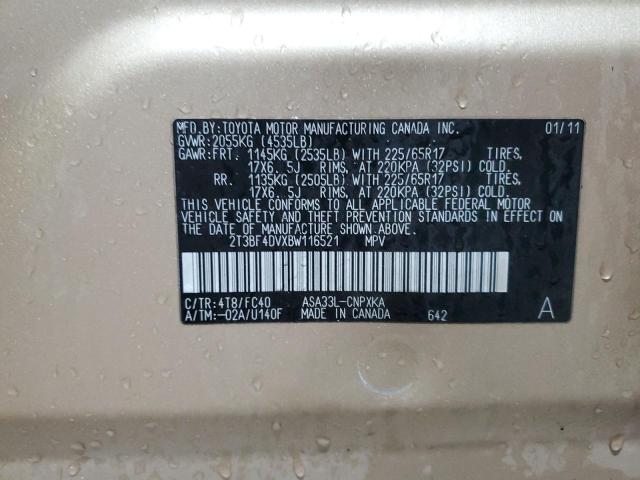 MFD.BY:TOYOTA MOTOR MANUFACTURING CANADA INC. 01/11
GVWR:2055KG (4535LB)
GAWR:FRT. 1145KG (2535LB) WITH 225/65R17 TIRES,
17X6. 5J RIMS, AT 220KPA (32PSI) COLD
RR. 1135KG (2505LB) WITH 225/65R17 TIRES,
17X6. 5J RIMS, AT 220KPA (32PSI) COLD.
THIS VEHICLE CONFORMS TO ALL APPLICABLE FEDERAL MOTOR
VEHICLE SAFETY AND THEFT PREVENTION STANDARDS IN EFFECT
ON THE DATE OF MANUFACTURE SHOWN ABOVE.
2T3BF4DVXBW116521 MPV
C/TR:4T8/FC40 ASA33L-CNPXKA
A/TM:-02A/U140F MADE IN CANADA 642 A